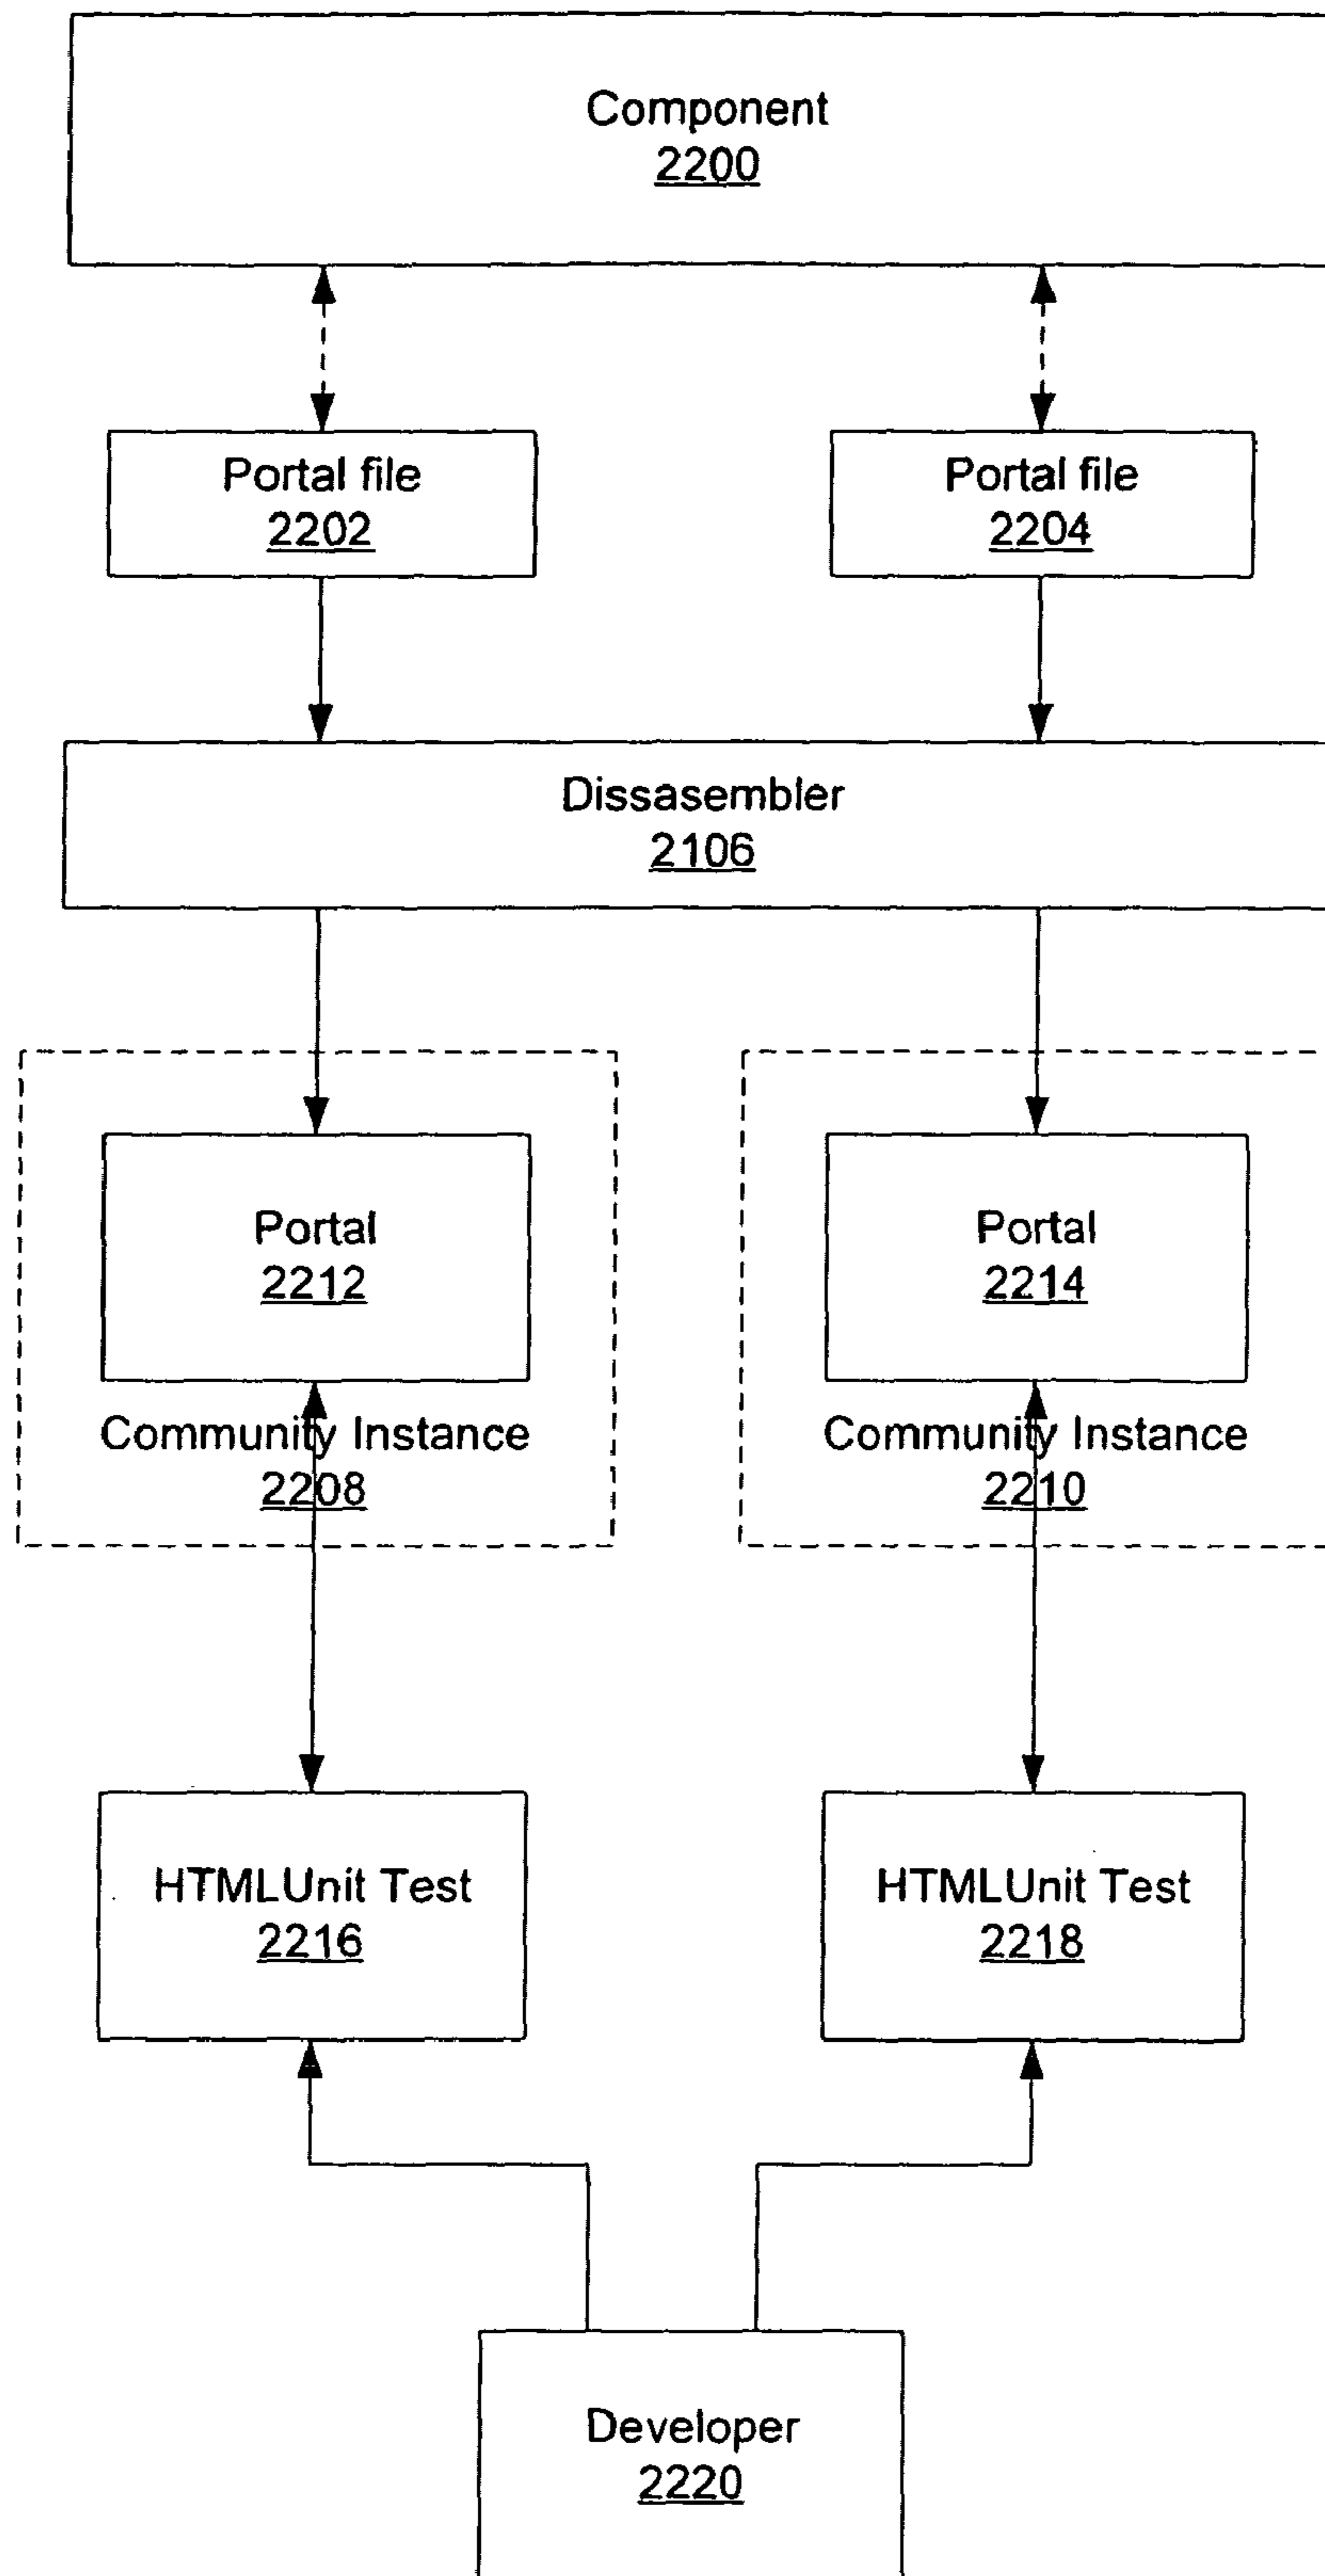 Component
2200
Portal file
2202
Portal file
2204
Dissasembler
2106
Portal
2212
Portal
2214
Community Instance
2208
Community Instance
2210
HTMLUnit Test
2216
HTMLUnit Test
2218
Developer
2220